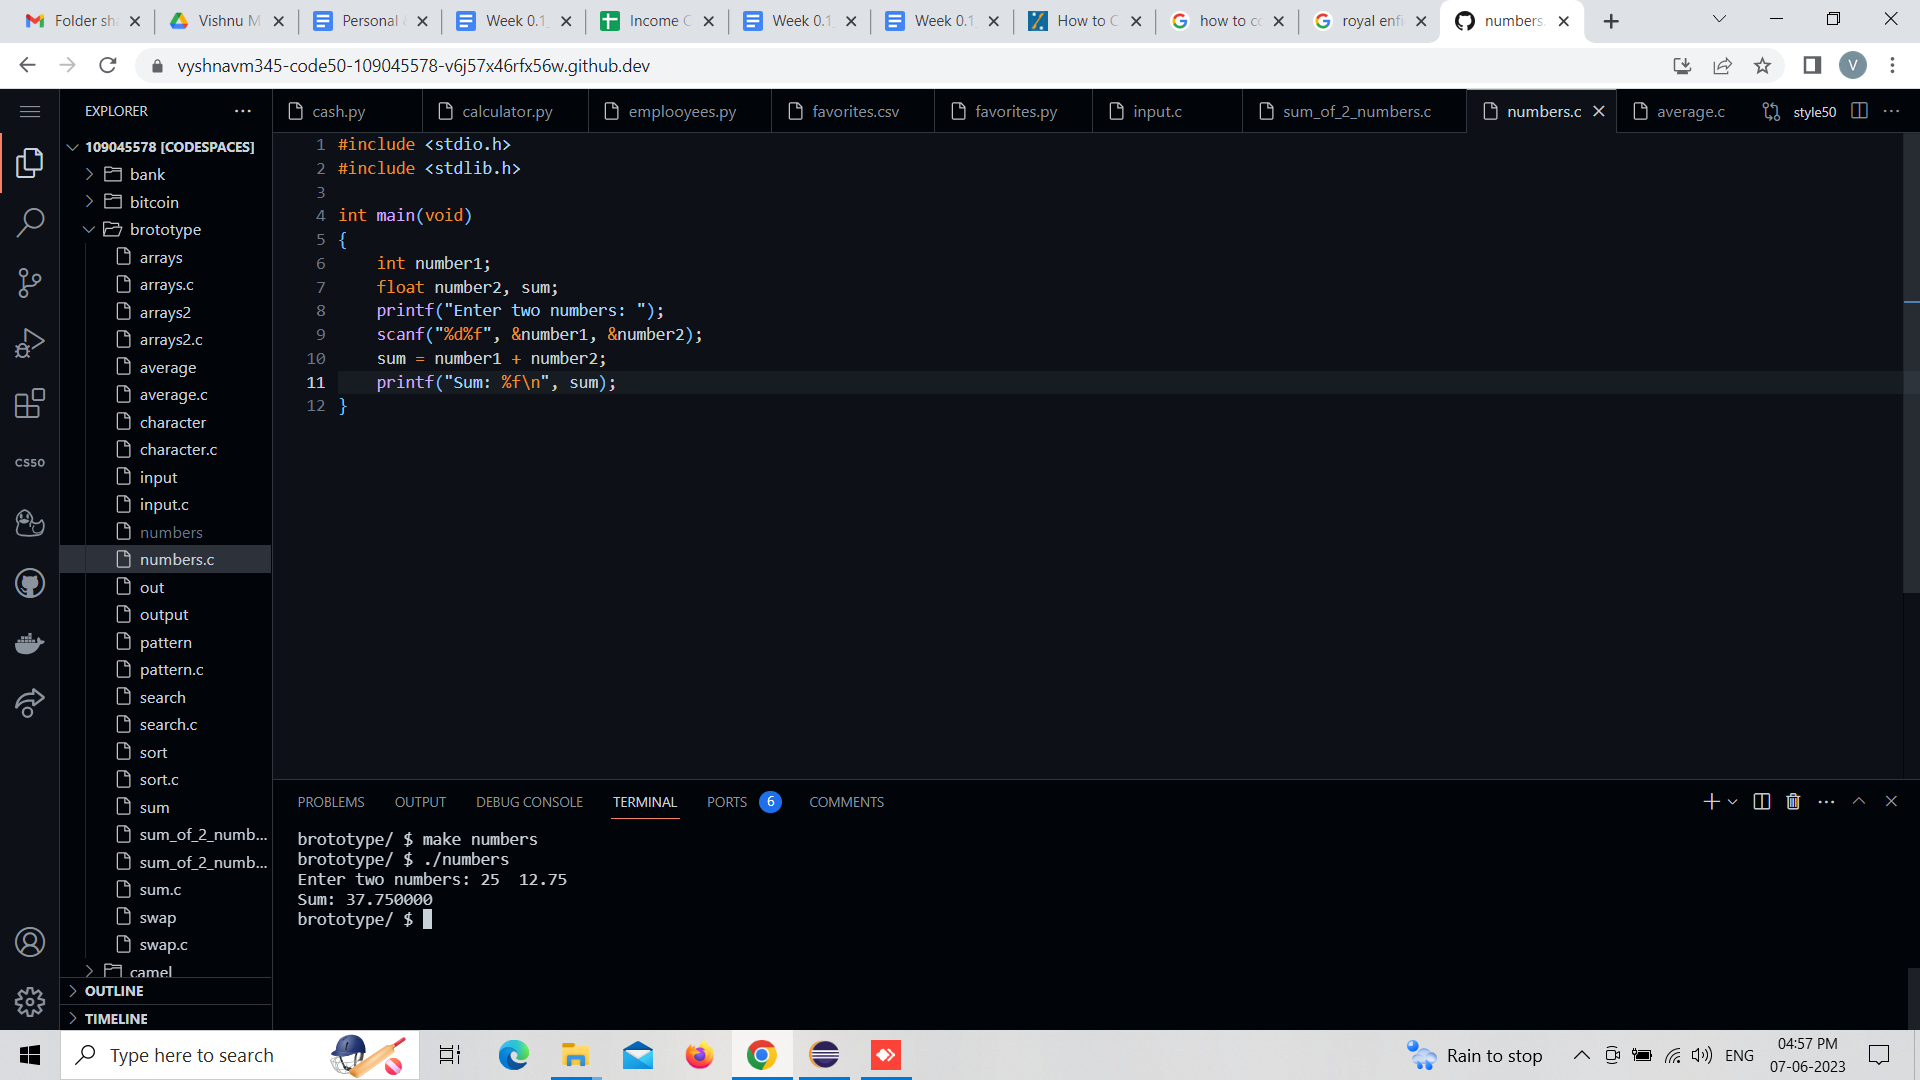 Folder sh
Vishnu M
Personal
Week 0.1
Income C
Week 0.1
Week 0.1
How to C
how to co
royal enfi
numbers.
vyshnavm345-code50-109045578-v6j57x46rfx56w.github.dev
V
EXPLORER
cash.py
calculator.py
emplooyees.py
favorites.csv
favorites.py
input.c
sum_of_2_numbers.c
numbers.c
average.c
style50
109045578 [CODESPACES]
bank
bitcoin
brototype
arrays
arrays.c
arrays2
arrays2.c
average
average.c
character
character.c
input
input.c
numbers
numbers.c
out
output
pattern
pattern.c
search
search.c
sort
sort.c
sum
sum_of_2_numb...
sum_of_2_numb...
sum.c
swap
swap.c
camel
OUTLINE
TIMELINE
CS50
1 #include <stdio.h>
2 #include <stdlib.h>
3
4 int main(void)
5 {
6 int number1;
7 float number2, sum;
8 printf("Enter two numbers: ");
9 scanf("%d%f", &number1, &number2);
10 sum = number1 + number2;
11 printf("Sum: %f\n", sum);
12 }
PROBLEMS
OUTPUT
DEBUG CONSOLE
TERMINAL
PORTS 6
COMMENTS
brototype/ $ make numbers
brototype/ $ ./numbers
Enter two numbers: 25  12.75
Sum: 37.750000
brototype/ $
Type here to search
Rain to stop
ENG
04:57 PM
07-06-2023